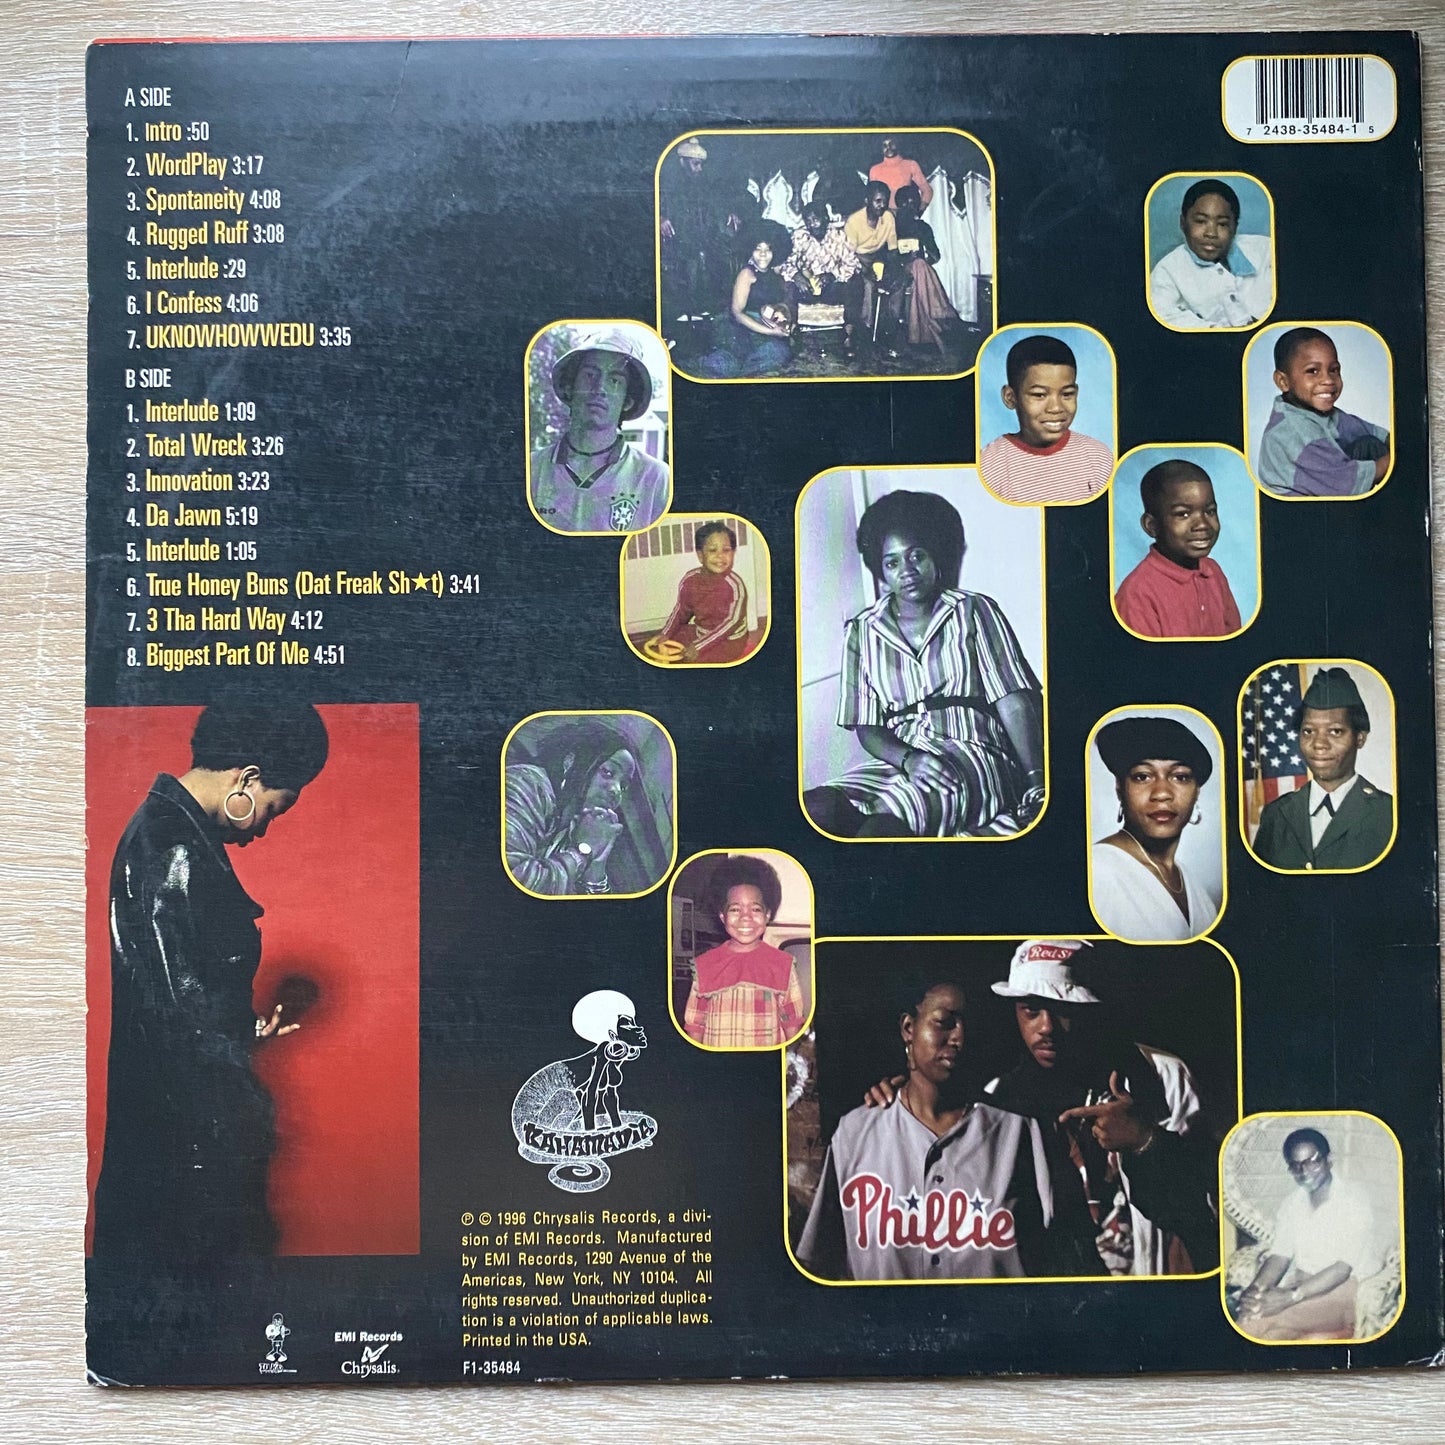 A SIDE
1. Intro :50
2. WordPlay 3:17
3. Spontaneity 4:08
4. Rugged Ruff 3:08
5. Interlude :29
6. I Confess 4:06
7. UKNOWHOWWEDU 3:35
B SIDE
1. Interlude 1:09
2. Total Wreck 3:26
3. Innovation 3:23
4. Da Jawn 5:19
5. Interlude 1:05
6. True Honey Buns (Dat Freak Sh★t) 3:41
7. 3 Tha Hard Way 4:12
8. Biggest Part Of Me 4:51
7 2438-35484-1 5
Red S
Phillie
BAHAMADIA
℗ © 1996 Chrysalis Records, a divi-
sion of EMI Records. Manufactured
by EMI Records, 1290 Avenue of the
Americas, New York, NY 10104. All
rights reserved. Unauthorized duplica-
tion is a violation of applicable laws.
Printed in the USA.
F1-35484
EMI Records
Chrysalis